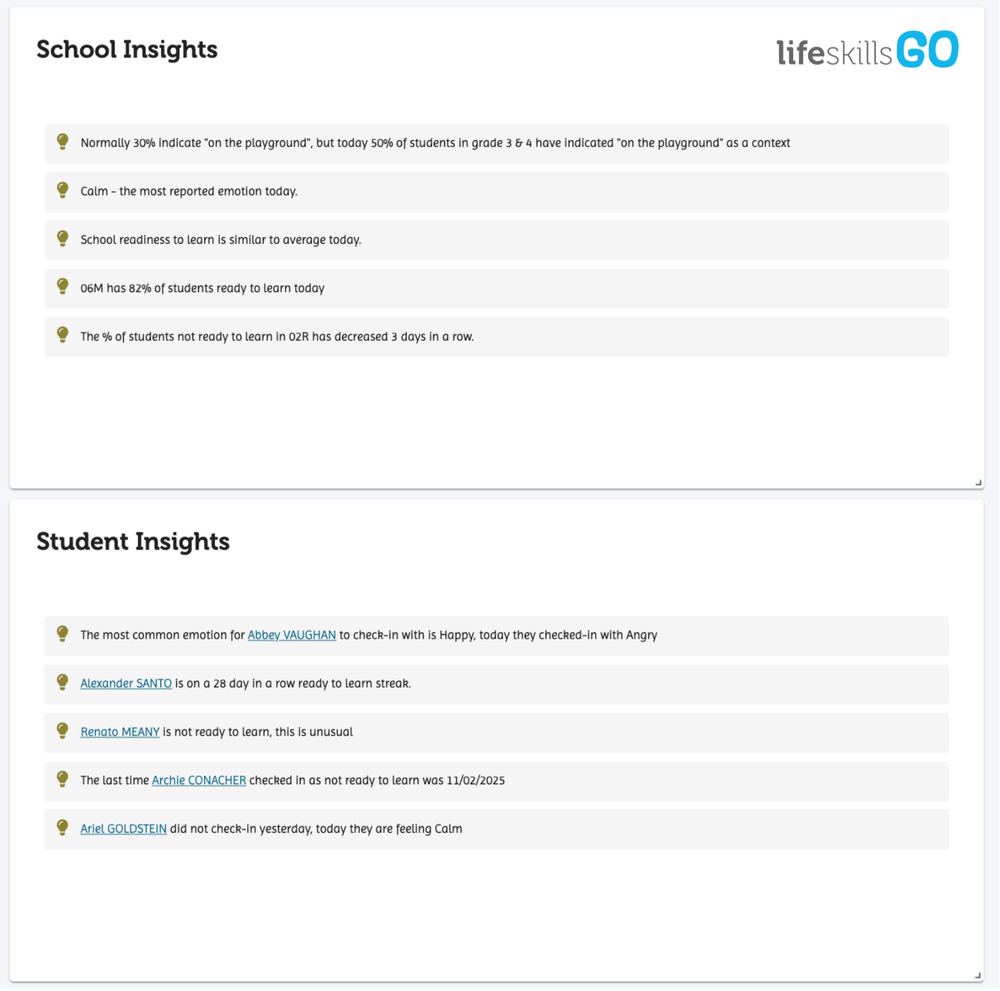 School Insights
lifeskillsGO
Normally 30% indicate "on the playground", but today 50% of students in grade 3 & 4 have indicated "on the playground" as a context
Calm - the most reported emotion today.
School readiness to learn is similar to average today.
06M has 82% of students ready to learn today
The % of students not ready to learn in 02R has decreased 3 days in a row.
Student Insights
The most common emotion for Abbey VAUGHAN to check-in with is Happy, today they checked-in with Angry
Alexander SANTO is on a 28 day in a row ready to learn streak.
Renato MEANY is not ready to learn, this is unusual
The last time Archie CONACHER checked in as not ready to learn was 11/02/2025
Ariel GOLDSTEIN did not check-in yesterday, today they are feeling Calm